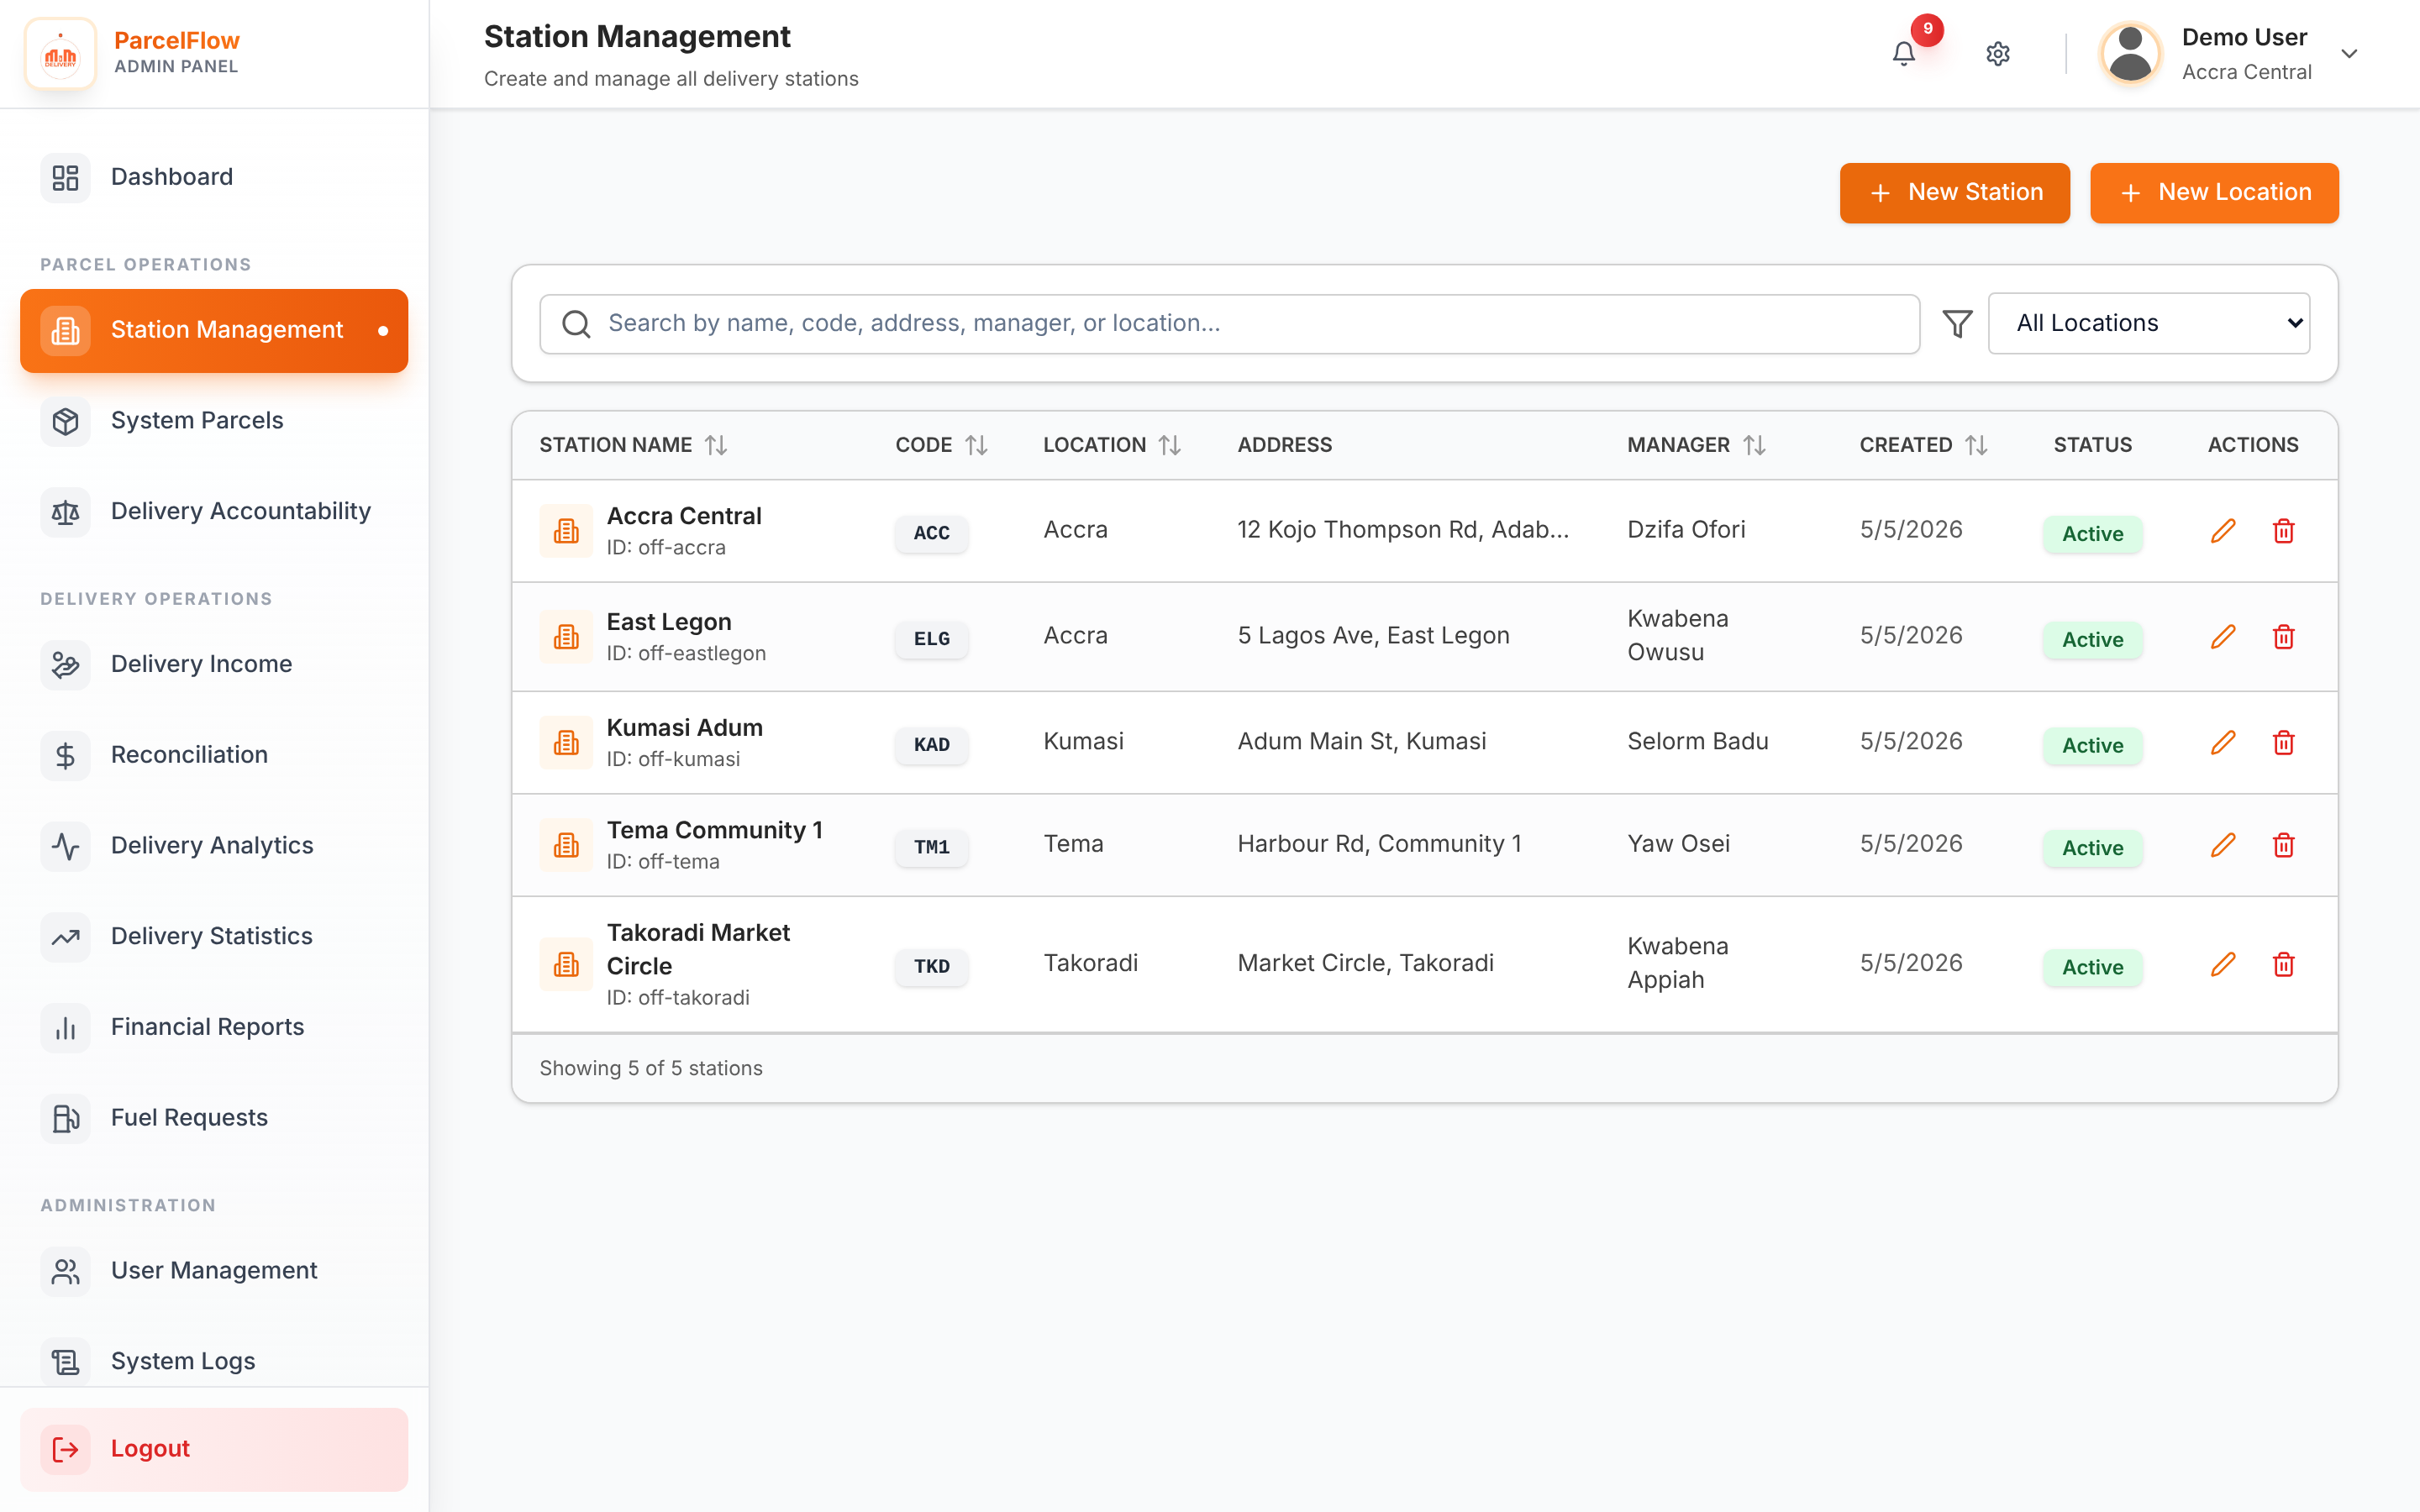 DELIVERY
ParcelFlow
ADMIN PANEL
Dashboard
PARCEL OPERATIONS
Station Management
System Parcels
Delivery Accountability
DELIVERY OPERATIONS
Delivery Income
Reconciliation
Delivery Analytics
Delivery Statistics
Financial Reports
Fuel Requests
ADMINISTRATION
User Management
System Logs
Logout
Station Management
Create and manage all delivery stations
9
Demo User
Accra Central
New Station
New Location
Search by name, code, address, manager, or location...
All Locations
STATION NAME CODE LOCATION ADDRESS MANAGER CREATED STATUS ACTIONS
Accra Central
ID: off-accra
ACC
Accra
12 Kojo Thompson Rd, Adab...
Dzifa Ofori
5/5/2026
Active
East Legon
ID: off-eastlegon
ELG
Accra
5 Lagos Ave, East Legon
Kwabena
Owusu
5/5/2026
Active
Kumasi Adum
ID: off-kumasi
KAD
Kumasi
Adum Main St, Kumasi
Selorm Badu
5/5/2026
Active
Tema Community 1
ID: off-tema
TM1
Tema
Harbour Rd, Community 1
Yaw Osei
5/5/2026
Active
Takoradi Market
Circle
ID: off-takoradi
TKD
Takoradi
Market Circle, Takoradi
Kwabena
Appiah
5/5/2026
Active
Showing 5 of 5 stations